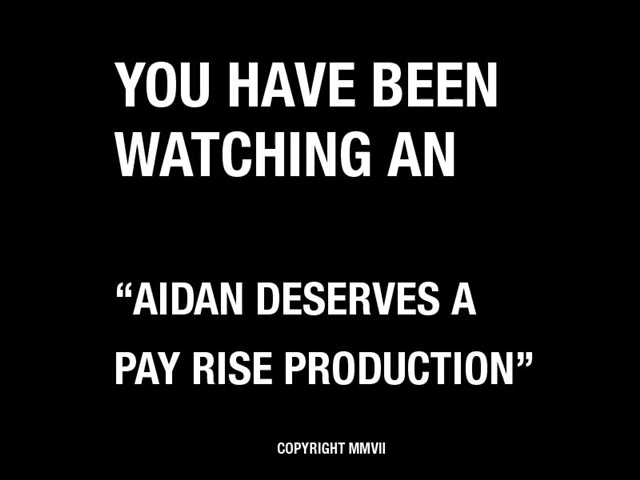 YOU HAVE BEEN
WATCHING AN
“AIDAN DESERVES A
PAY RISE PRODUCTION”
COPYRIGHT MMVII